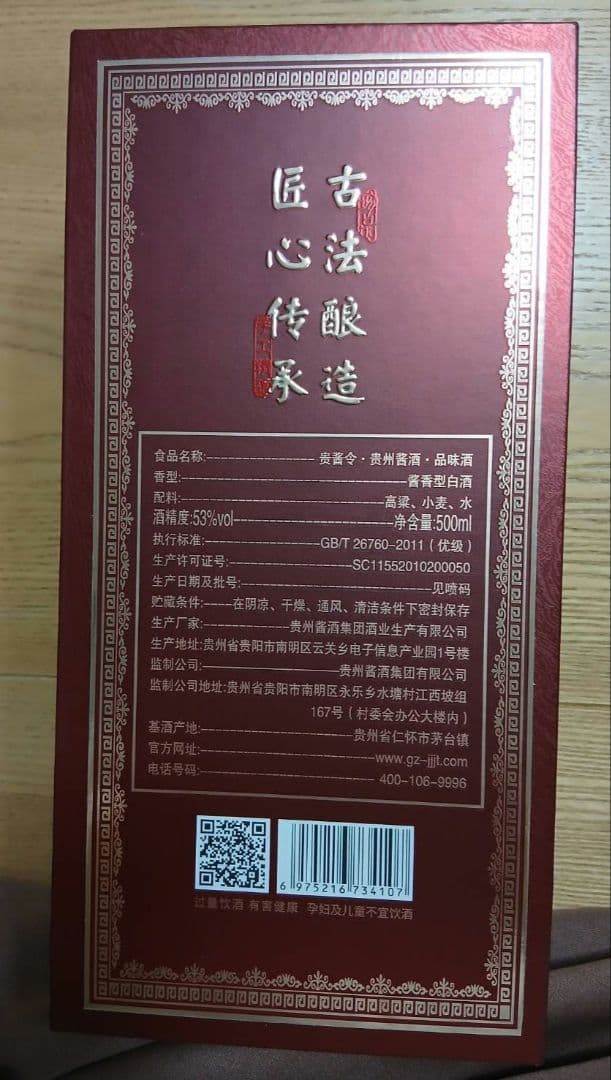 古法酿造
匠心传承
食品名称:------------------贵酱令·贵州酱酒·品味酒
香型:--------------------------------------酱香型白酒
配料:----------------------------------高粱、小麦、水
酒精度:53%vol--------------------------净含量:500ml
执行标准:-------------------GB/T 26760-2011(优级)
生产许可证号:--------------------SC11552010200050
生产日期及批号:-------------------------------见喷码
贮藏条件:-----在阴凉、干燥、通风、清洁条件下密封保存
生产厂家:--------------贵州酱酒集团酒业生产有限公司
生产地址:贵州省贵阳市南明区云关乡电子信息产业园1号楼
监制公司:-----------------------贵州酱酒集团有限公司
监制公司地址:贵州省贵阳市南明区永乐乡水塘村江西坡组
167号(村委会办公大楼内)
基酒产地:-------------------------贵州省仁怀市茅台镇
官方网址:-----------------------------www.gz-jjjt.com
电话号码:----------------------------- 400-106-9996
6 975216 734107
过量饮酒 有害健康 孕妇及儿童不宜饮酒